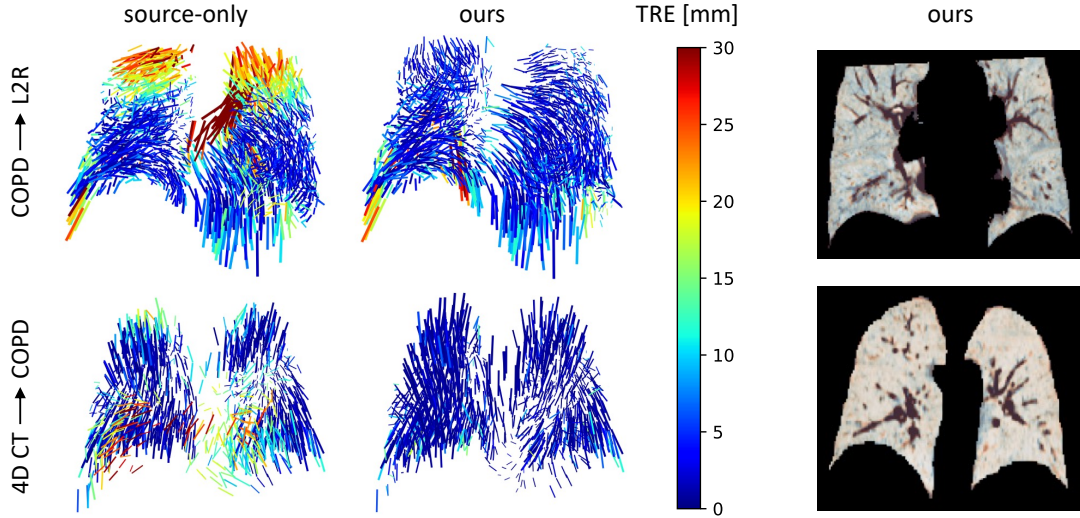 source-only
ours
TRE [mm]
ours
COPD → L2R
4D CT → COPD
30
25
20
15
10
5
0